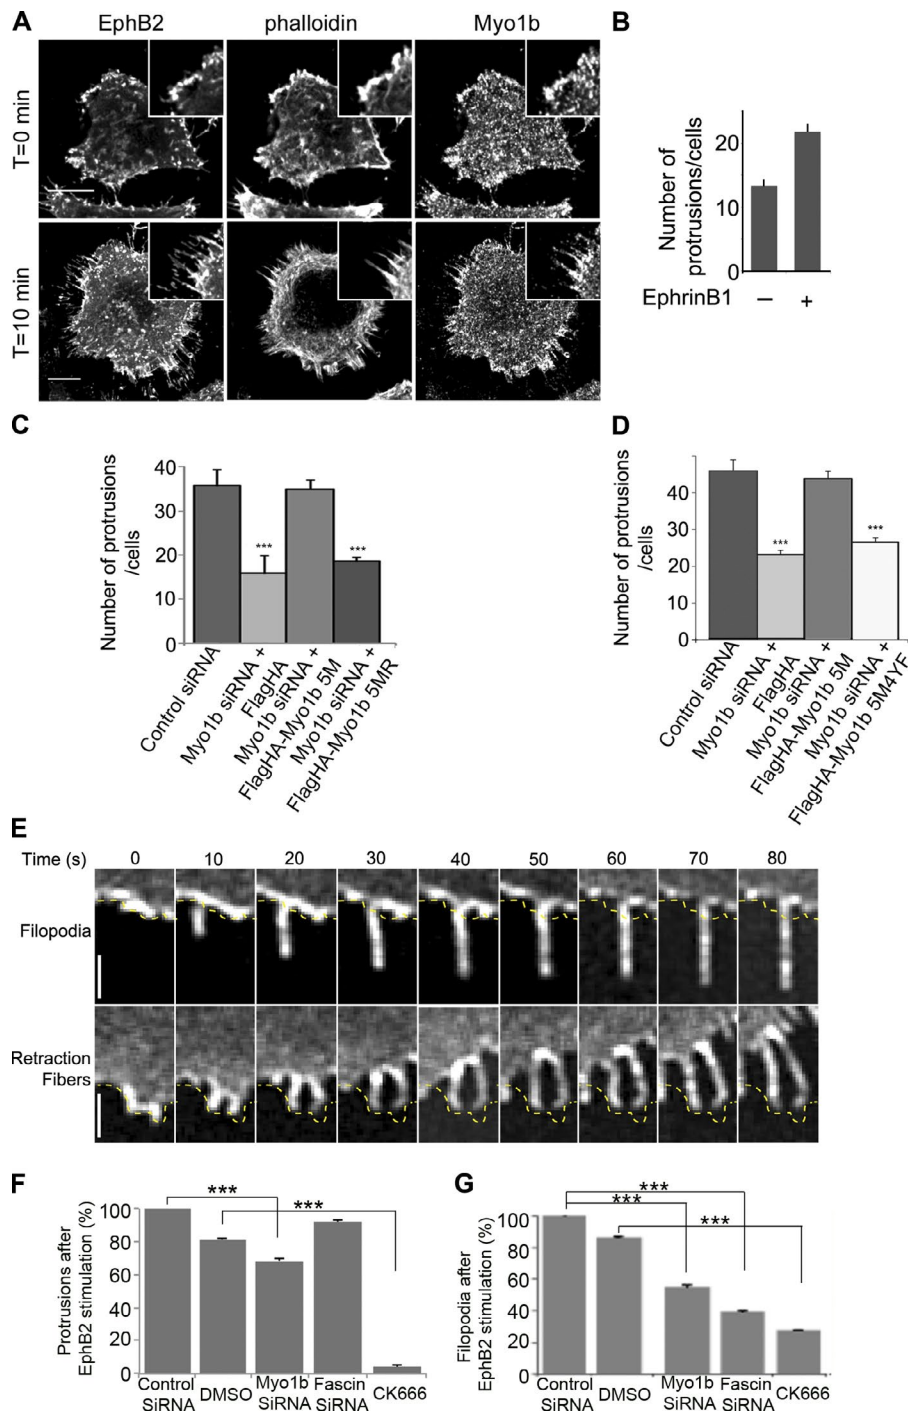 A
EphB2 phalloidin Myo1b
T=0 min
T=10 min
B
Number of
protrusions/cells
20
10
0
EphrinB1 − +
C
Number of protrusions
/cells
40
30
20
10
0
***
***
Control siRNA
Myo1b siRNA +
FlagHA
Myo1b siRNA +
FlagHA-Myo1b 5M
Myo1b siRNA +
FlagHA-Myo1b 5MR
D
Number of protrusions
/cells
40
30
20
10
0
***
***
Control siRNA
Myo1b siRNA +
FlagHA
Myo1b siRNA +
FlagHA-Myo1b 5M
Myo1b siRNA +
FlagHA-Myo1b 5M4YF
E
Time (s) 0 10 20 30 40 50 60 70 80
Filopodia
Retraction
Fibers
F
Protrusions after
EphB2 stimulation (%)
100
80
60
40
20
0
***
***
Control
SiRNA
DMSO
Myo1b
SiRNA
Fascin
SiRNA
CK666
G
Filopodia after
EphB2 stimulation (%)
100
80
60
40
20
0
***
***
***
Control
SiRNA
DMSO
Myo1b
SiRNA
Fascin
SiRNA
CK666